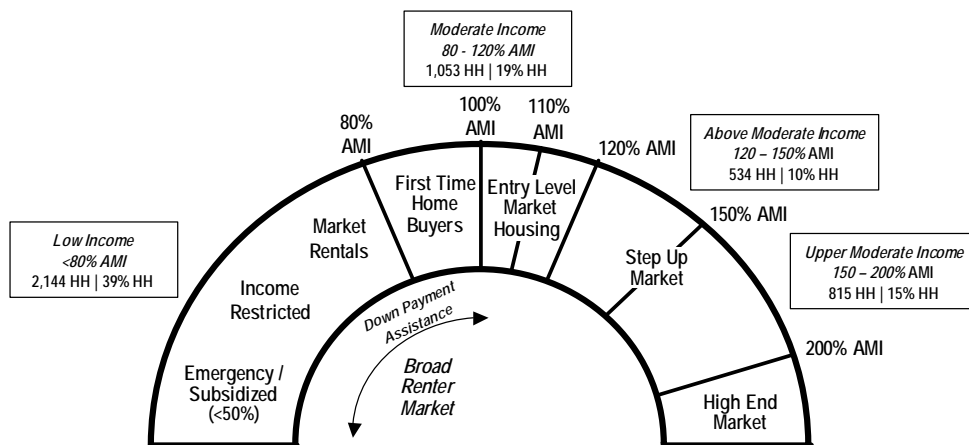 Moderate Income
80 - 120% AMI
1,053 HH | 19% HH
100%
AMI
110%
AMI
80%
AMI
120% AMI
Above Moderate Income
120 – 150% AMI
534 HH | 10% HH
150% AMI
First Time
Home
Buyers
Entry Level
Market
Housing
Market
Rentals
Low Income
<80% AMI
2,144 HH | 39% HH
Step Up
Market
Upper Moderate Income
150 – 200% AMI
815 HH | 15% HH
Income
Restricted
Down Payment
Assistance
200% AMI
Emergency /
Subsidized
(<50%)
Broad
Renter
Market
High End
Market